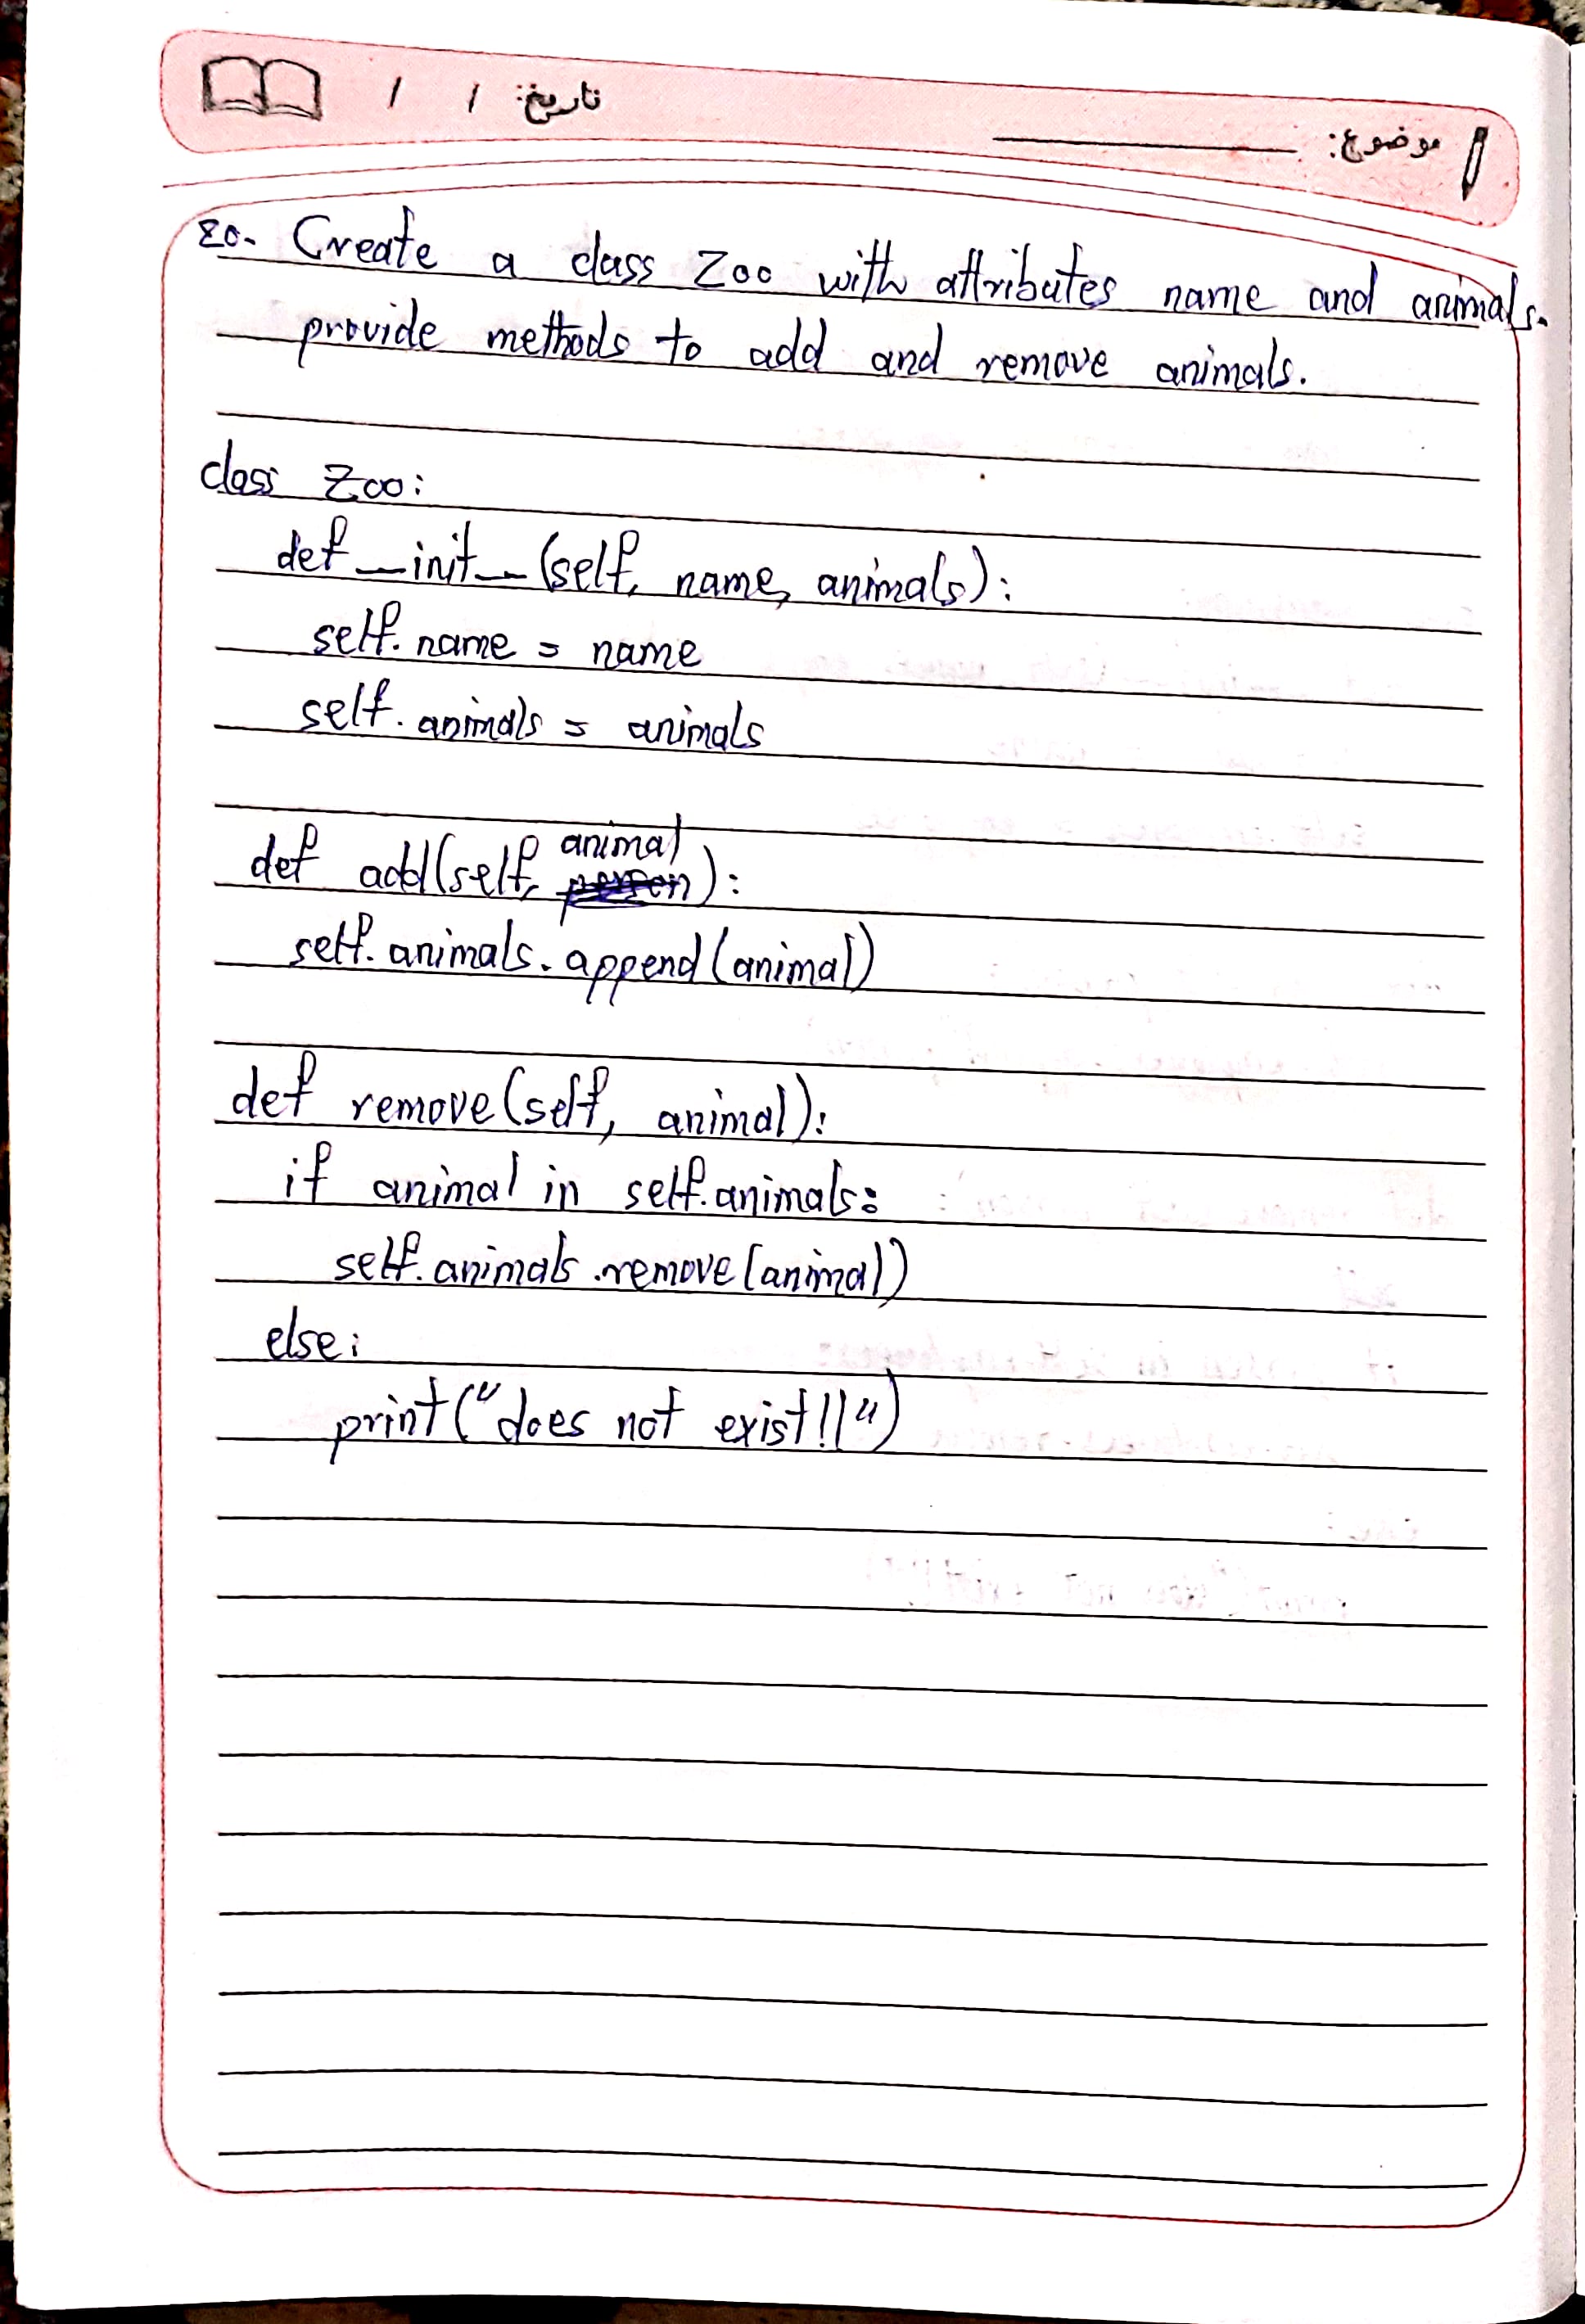 تاریخ: / /
موضوع:
20. Create a class Zoo with attributes name and animals.
provide methods to add and remove animals.
class Zoo:
def __init__(self, name, animals):
self.name = name
self.animals = animals
def add(self, animal):
self.animals.append(animal)
def remove(self, animal):
if animal in self.animals:
self.animals.remove(animal)
else:
print("does not exist!!")